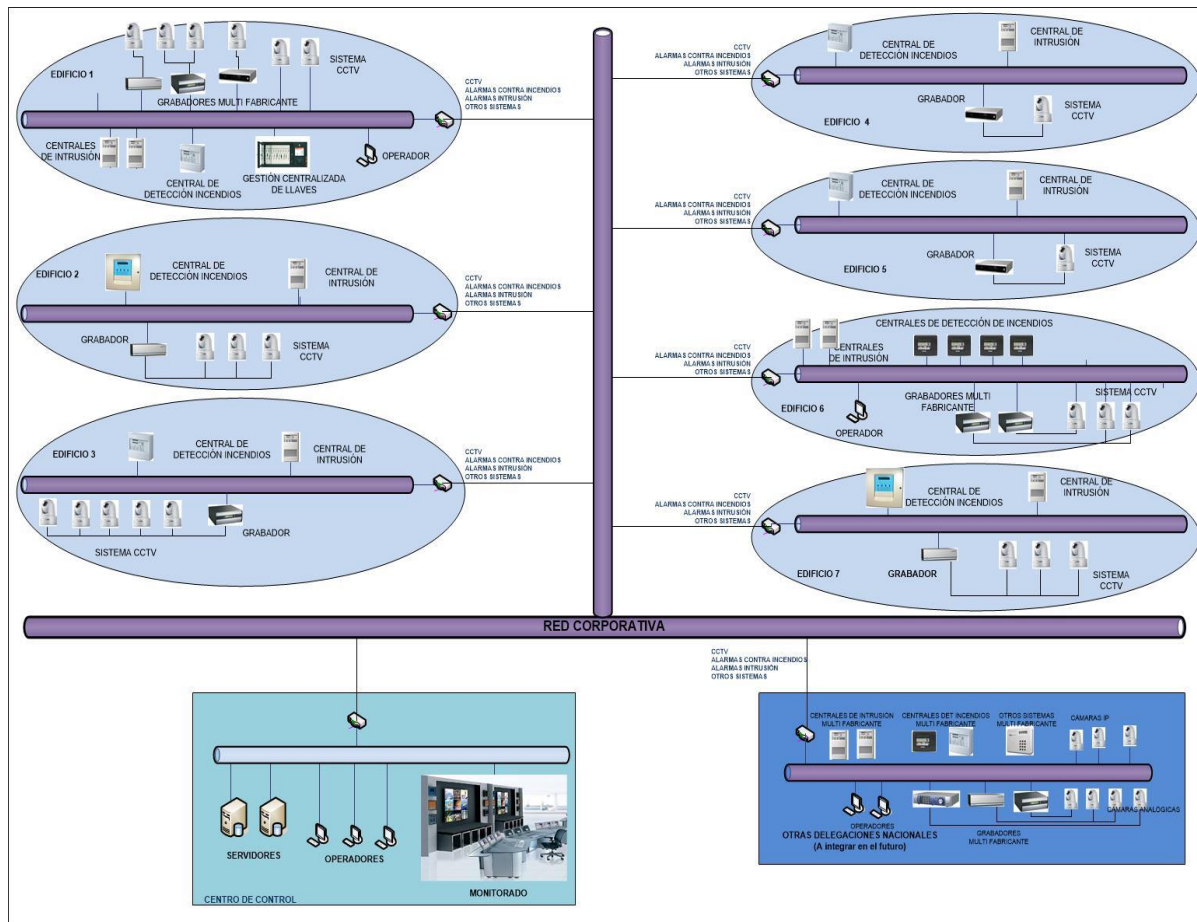 EDIFICIO 1
SISTEMA
CCTV
GRABADORES MULTI FABRICANTE
CENTRALES
DE INTRUSIÓN
CENTRAL DE
DETECCIÓN INCENDIOS
GESTIÓN CENTRALIZADA
DE LLAVES
OPERADOR
CCTV
ALARMAS CONTRA INCENDIOS
ALARMAS INTRUSIÓN
OTROS SISTEMAS
EDIFICIO 2
CENTRAL DE
DETECCIÓN INCENDIOS
CENTRAL DE
INTRUSIÓN
GRABADOR
SISTEMA
CCTV
CCTV
ALARMAS CONTRA INCENDIOS
ALARMAS INTRUSIÓN
OTROS SISTEMAS
EDIFICIO 3
CENTRAL DE
DETECCIÓN INCENDIOS
CENTRAL DE
INTRUSIÓN
GRABADOR
SISTEMA CCTV
CCTV
ALARMAS CONTRA INCENDIOS
ALARMAS INTRUSIÓN
OTROS SISTEMAS
CCTV
ALARMAS CONTRA INCENDIOS
ALARMAS INTRUSIÓN
OTROS SISTEMAS
CENTRAL DE
DETECCIÓN INCENDIOS
CENTRAL DE
INTRUSIÓN
GRABADOR
SISTEMA
CCTV
EDIFICIO 4
CCTV
ALARMAS CONTRA INCENDIOS
ALARMAS INTRUSIÓN
OTROS SISTEMAS
CENTRAL DE
DETECCIÓN INCENDIOS
CENTRAL DE
INTRUSIÓN
GRABADOR
SISTEMA
CCTV
EDIFICIO 5
CCTV
ALARMAS CONTRA INCENDIOS
ALARMAS INTRUSIÓN
OTROS SISTEMAS
CENTRALES DE DETECCIÓN DE INCENDIOS
CENTRALES
DE INTRUSIÓN
EDIFICIO 6
OPERADOR
GRABADORES MULTI
FABRICANTE
SISTEMA CCTV
CCTV
ALARMAS CONTRA INCENDIOS
ALARMAS INTRUSIÓN
OTROS SISTEMAS
CENTRAL DE
DETECCIÓN INCENDIOS
CENTRAL DE
INTRUSIÓN
EDIFICIO 7
GRABADOR
SISTEMA
CCTV
RED CORPORATIVA
CCTV
ALARMAS CONTRA INCENDIOS
ALARMAS INTRUSIÓN
OTROS SISTEMAS
SERVIDORES
OPERADORES
MONITORADO
CENTRO DE CONTROL
CENTRALES DE INTRUSIÓN
MULTI FABRICANTE
CENTRALES DET INCENDIOS
MULTI FABRICANTE
OTROS SISTEMAS
MULTI FABRICANTE
CÁMARAS IP
CÁMARAS ANALÓGICAS
OPERADORES
GRABADORES
MULTI FABRICANTE
OTRAS DELEGACIONES NACIONALES
(A integrar en el futuro)